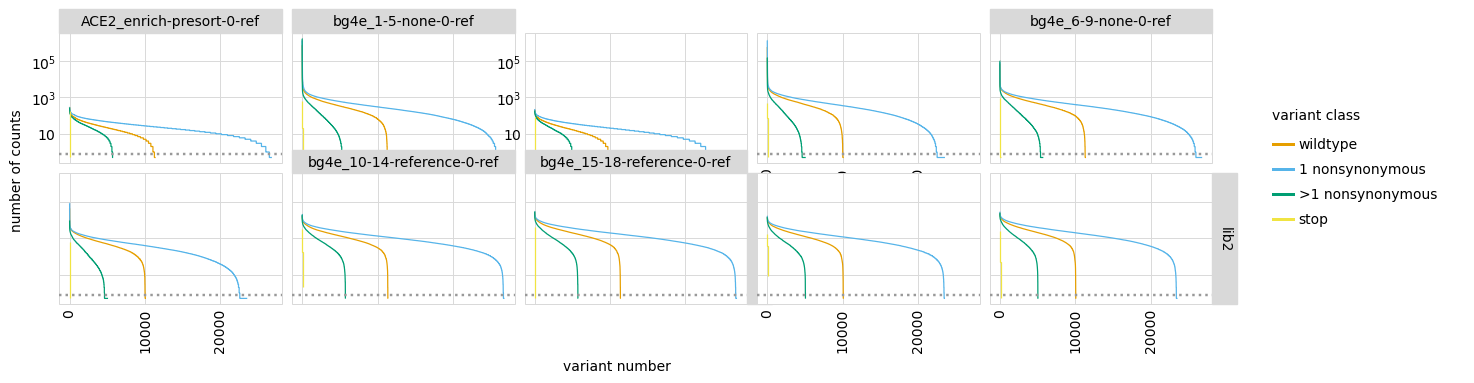 ACE2_enrich-presort-0-ref
bg4e_1-5-none-0-ref
bg4e_6-9-none-0-ref
10⁵
10³
10
10⁵
10³
10
number of counts
bg4e_10-14-reference-0-ref
bg4e_15-18-reference-0-ref
lib2
0
10000
20000
0
10000
20000
0
10000
20000
variant number
variant class
wildtype
1 nonsynonymous
>1 nonsynonymous
stop